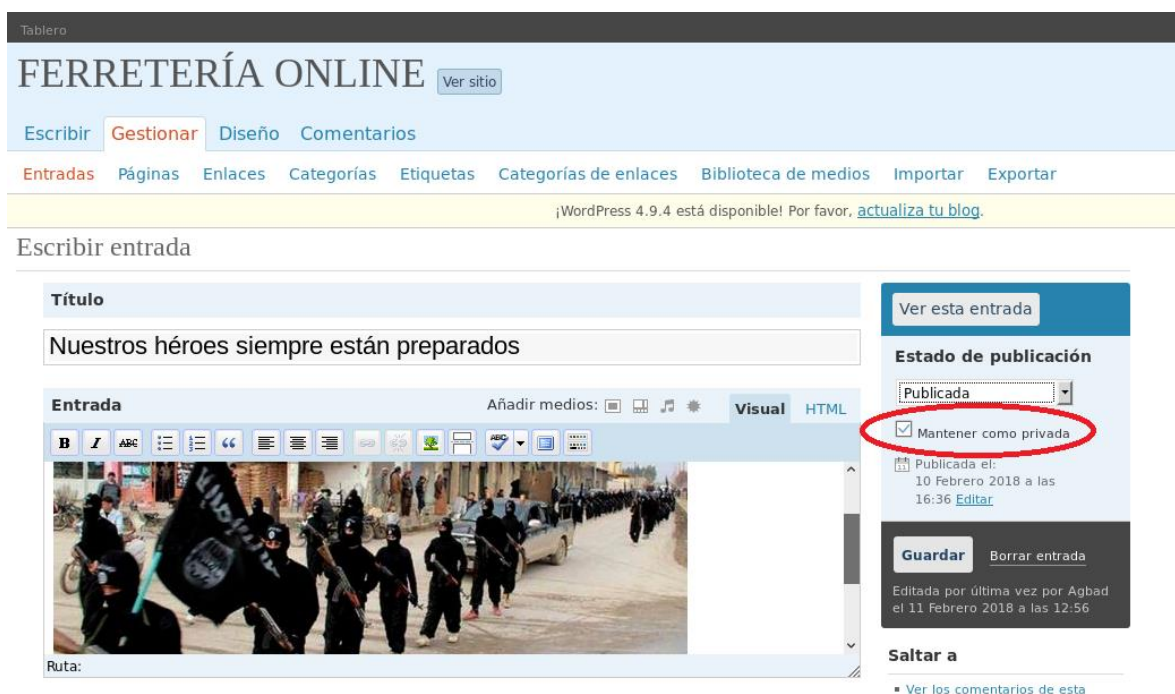 Tablero
FERRETERÍA ONLINE Ver sitio
Escribir Gestionar Diseño Comentarios
Entradas Páginas Enlaces Categorías Etiquetas Categorías de enlaces Biblioteca de medios Importar Exportar
¡WordPress 4.9.4 está disponible! Por favor, actualiza tu blog.
Escribir entrada
Título
Nuestros héroes siempre están preparados
Entrada
Añadir medios:
Visual HTML
B I ABC ABC
Ruta:
Ver esta entrada
Estado de publicación
Publicada
Mantener como privada
11 Publicada el:
10 Febrero 2018 a las
16:36 Editar
Guardar Borrar entrada
Editada por última vez por Agbad
el 11 Febrero 2018 a las 12:56
Saltar a
Ver los comentarios de esta